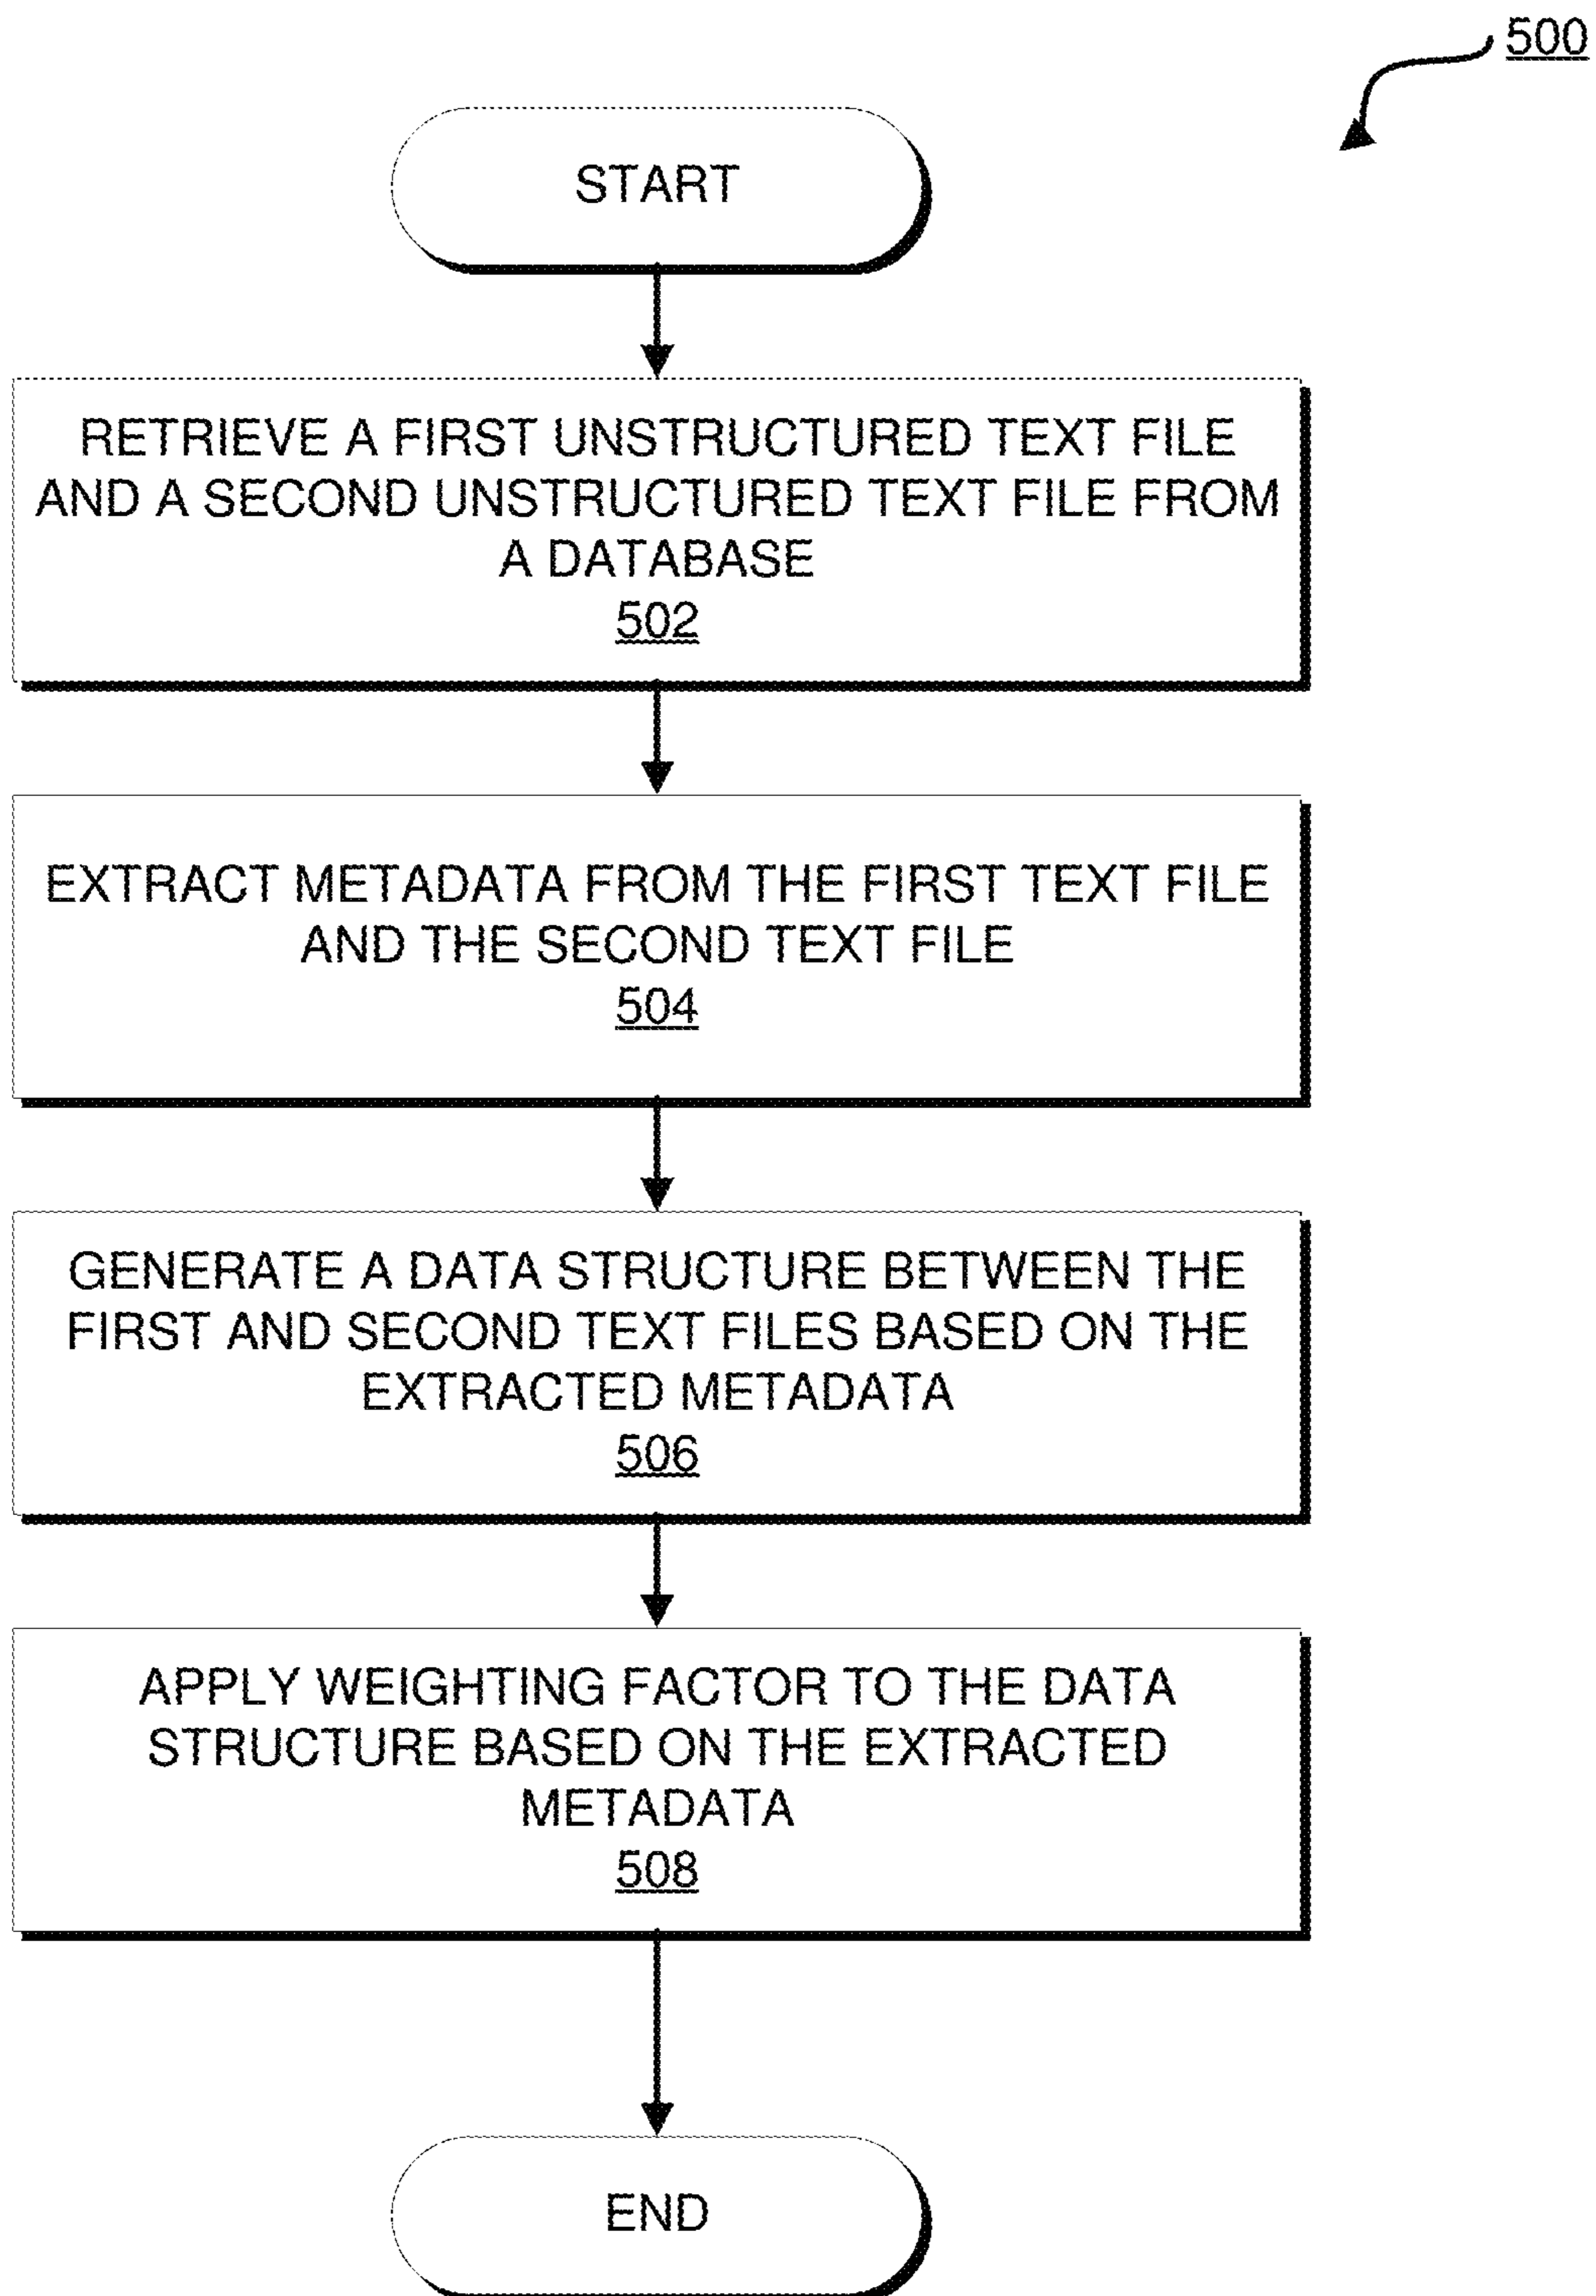 500
START
RETRIEVE A FIRST UNSTRUCTURED TEXT FILE
AND A SECOND UNSTRUCTURED TEXT FILE FROM
A DATABASE
502
EXTRACT METADATA FROM THE FIRST TEXT FILE
AND THE SECOND TEXT FILE
504
GENERATE A DATA STRUCTURE BETWEEN THE
FIRST AND SECOND TEXT FILES BASED ON THE
EXTRACTED METADATA
506
APPLY WEIGHTING FACTOR TO THE DATA
STRUCTURE BASED ON THE EXTRACTED
METADATA
508
END